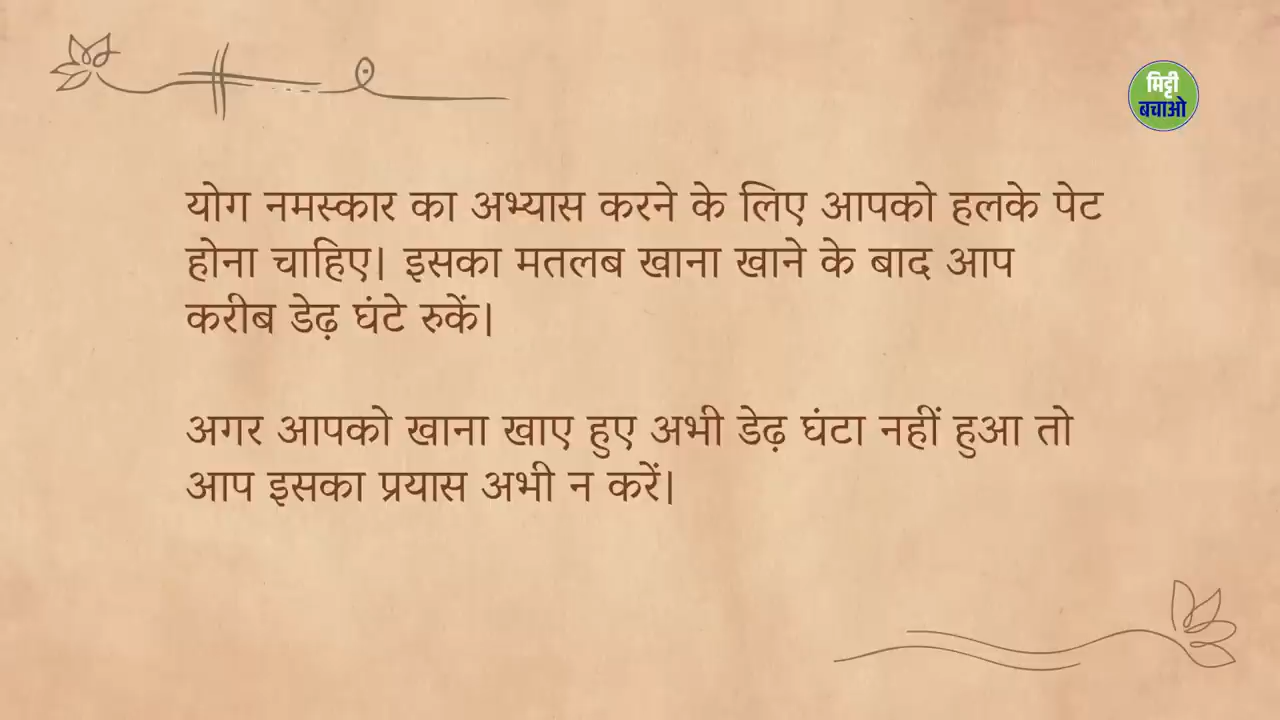 मिट्टी
बचाओ
योग नमस्कार का अभ्यास करने के लिए आपको हलके पेट
होना चाहिए। इसका मतलब खाना खाने के बाद आप
करीब डेढ़ घंटे रुकें।
अगर आपको खाना खाए हुए अभी डेढ़ घंटा नहीं हुआ तो
आप इसका प्रयास अभी न करें।